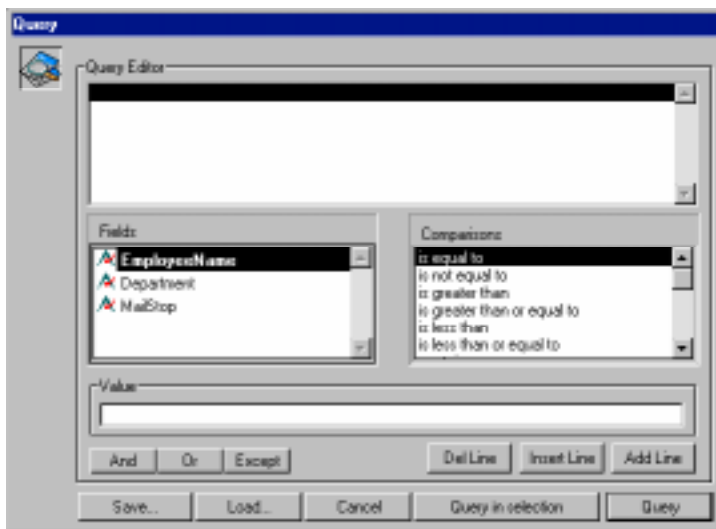 Query
Query Editor
Fields
EmployeeName
Department
MailStop
Comparisons
is equal to
is not equal to
is greater than
is greater than or equal to
is less than
is less than or equal to
Value
And Or Except Del Line Insert Line Add Line
Save... Load... Cancel Query in selection Query